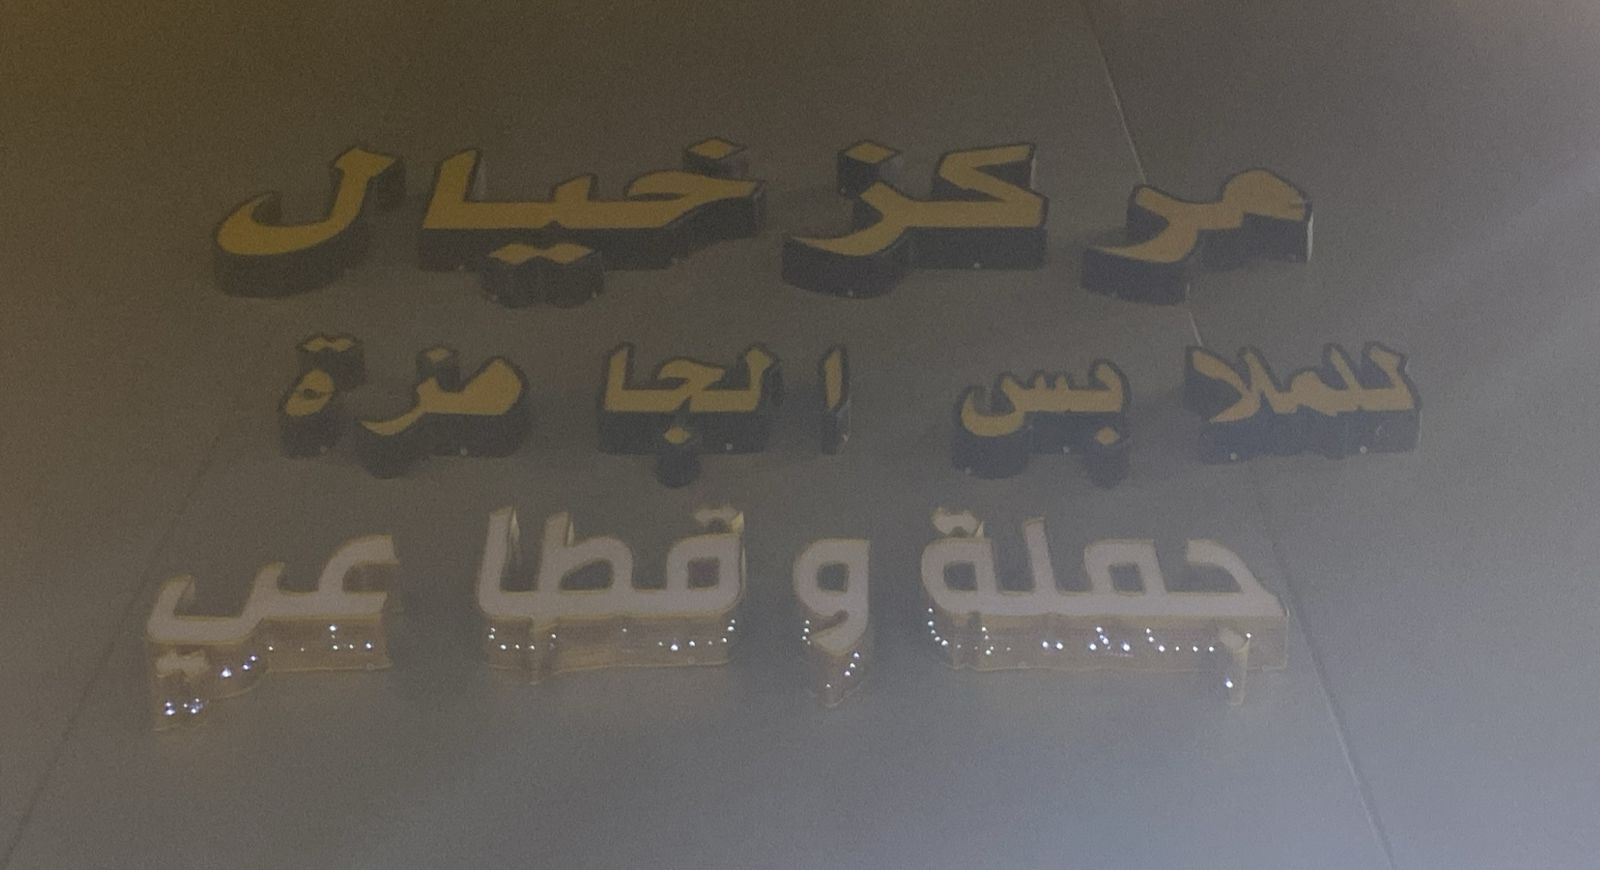 مركز خيال
للملابس الجاهزة
جملة وقطاعي